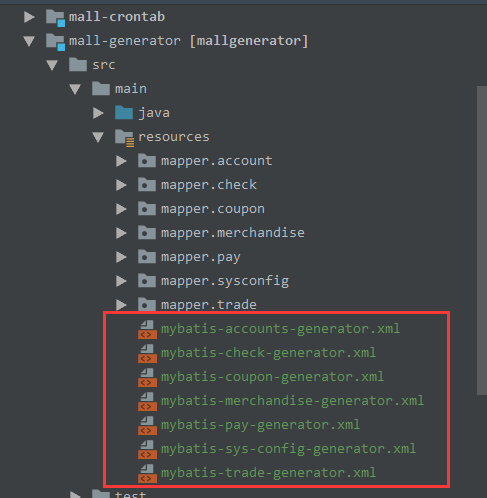 mall-crontab
mall-generator [mallgenerator]
src
main
java
resources
mapper.account
mapper.check
mapper.coupon
mapper.merchandise
mapper.pay
mapper.sysconfig
mapper.trade
mybatis-accounts-generator.xml
mybatis-check-generator.xml
mybatis-coupon-generator.xml
mybatis-merchandise-generator.xml
mybatis-pay-generator.xml
mybatis-sys-config-generator.xml
mybatis-trade-generator.xml
test